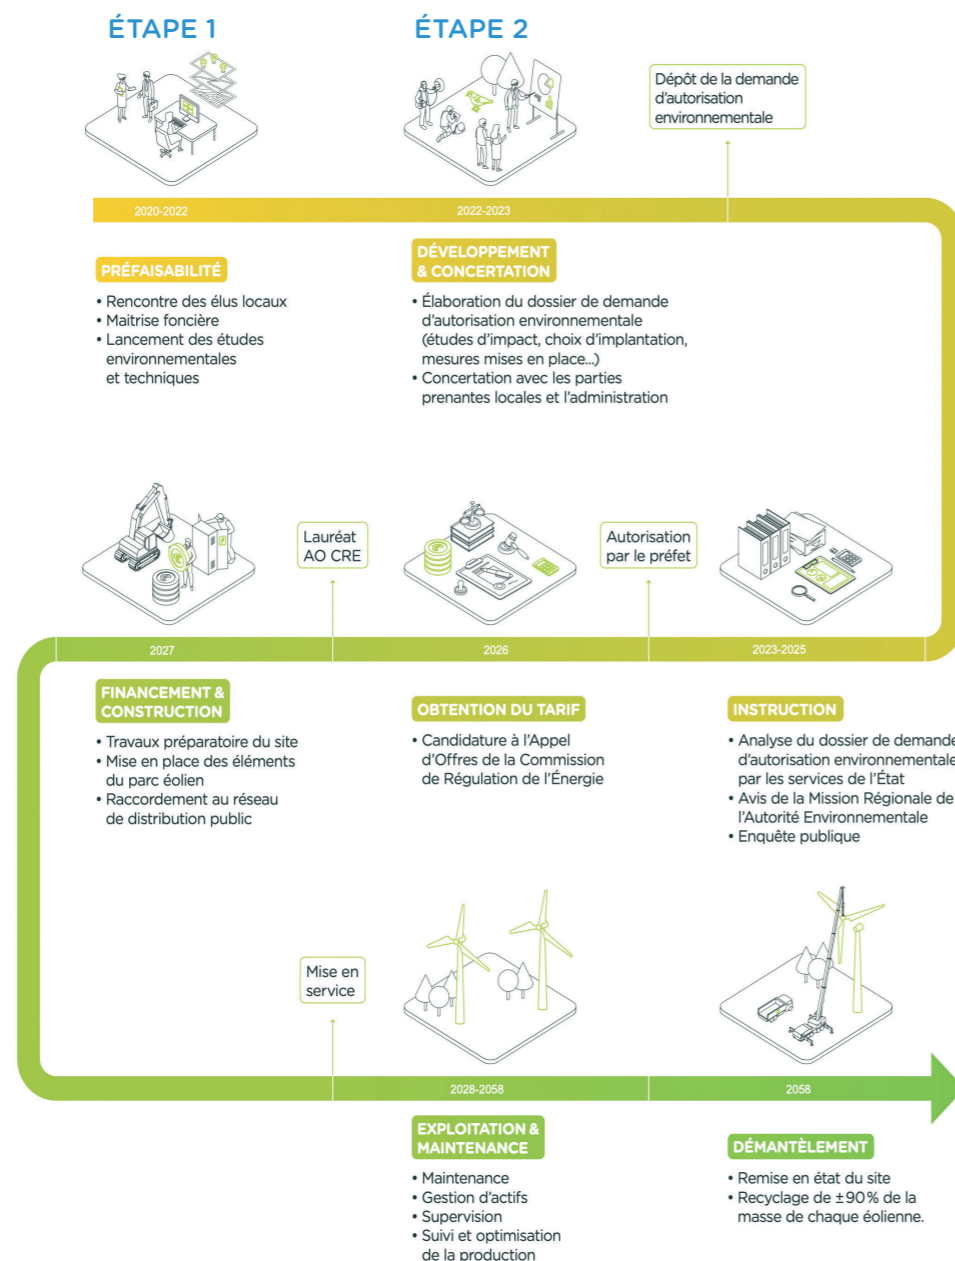 ÉTAPE 1
ÉTAPE 2
Dépôt de la demande
d'autorisation
environnementale
2020-2022
2022-2023
PRÉFAISABILITÉ
• Rencontre des élus locaux
• Maitrise foncière
• Lancement des études
environnementales
et techniques
DÉVELOPPEMENT
& CONCERTATION
• Élaboration du dossier de demande
d'autorisation environnementale
(études d'impact, choix d'implantation,
mesures mises en place...)
• Concertation avec les parties
prenantes locales et l'administration
Lauréat
AO CRE
Autorisation
par le préfet
2027
2026
2023-2025
FINANCEMENT &
CONSTRUCTION
• Travaux préparatoire du site
• Mise en place des éléments
du parc éolien
• Raccordement au réseau
de distribution public
OBTENTION DU TARIF
• Candidature à l'Appel
d'Offres de la Commission
de Régulation de l'Énergie
INSTRUCTION
• Analyse du dossier de demande
d'autorisation environnementale
par les services de l'État
• Avis de la Mission Régionale de
l'Autorité Environnementale
• Enquête publique
Mise en
service
2028-2058
2058
EXPLOITATION &
MAINTENANCE
• Maintenance
• Gestion d'actifs
• Supervision
• Suivi et optimisation
de la production
DÉMANTÈLEMENT
• Remise en état du site
• Recyclage de ±90% de la
masse de chaque éolienne.